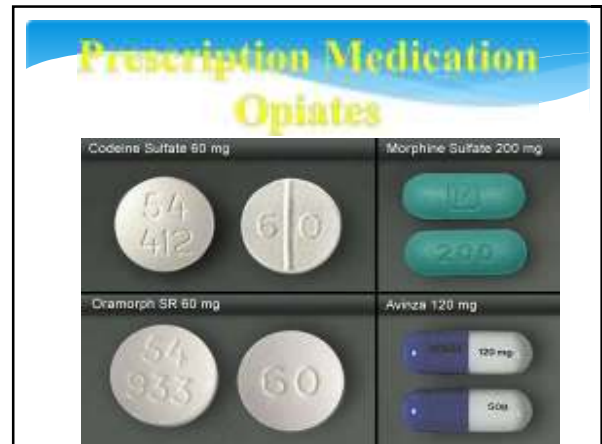 Prescription Medication
Opiates
Codeine Sulfate 60 mg
Morphine Sulfate 200 mg
54
412
6 0
200
Oramorph SR 60 mg
Avinza 120 mg
54
933
60
120 mg